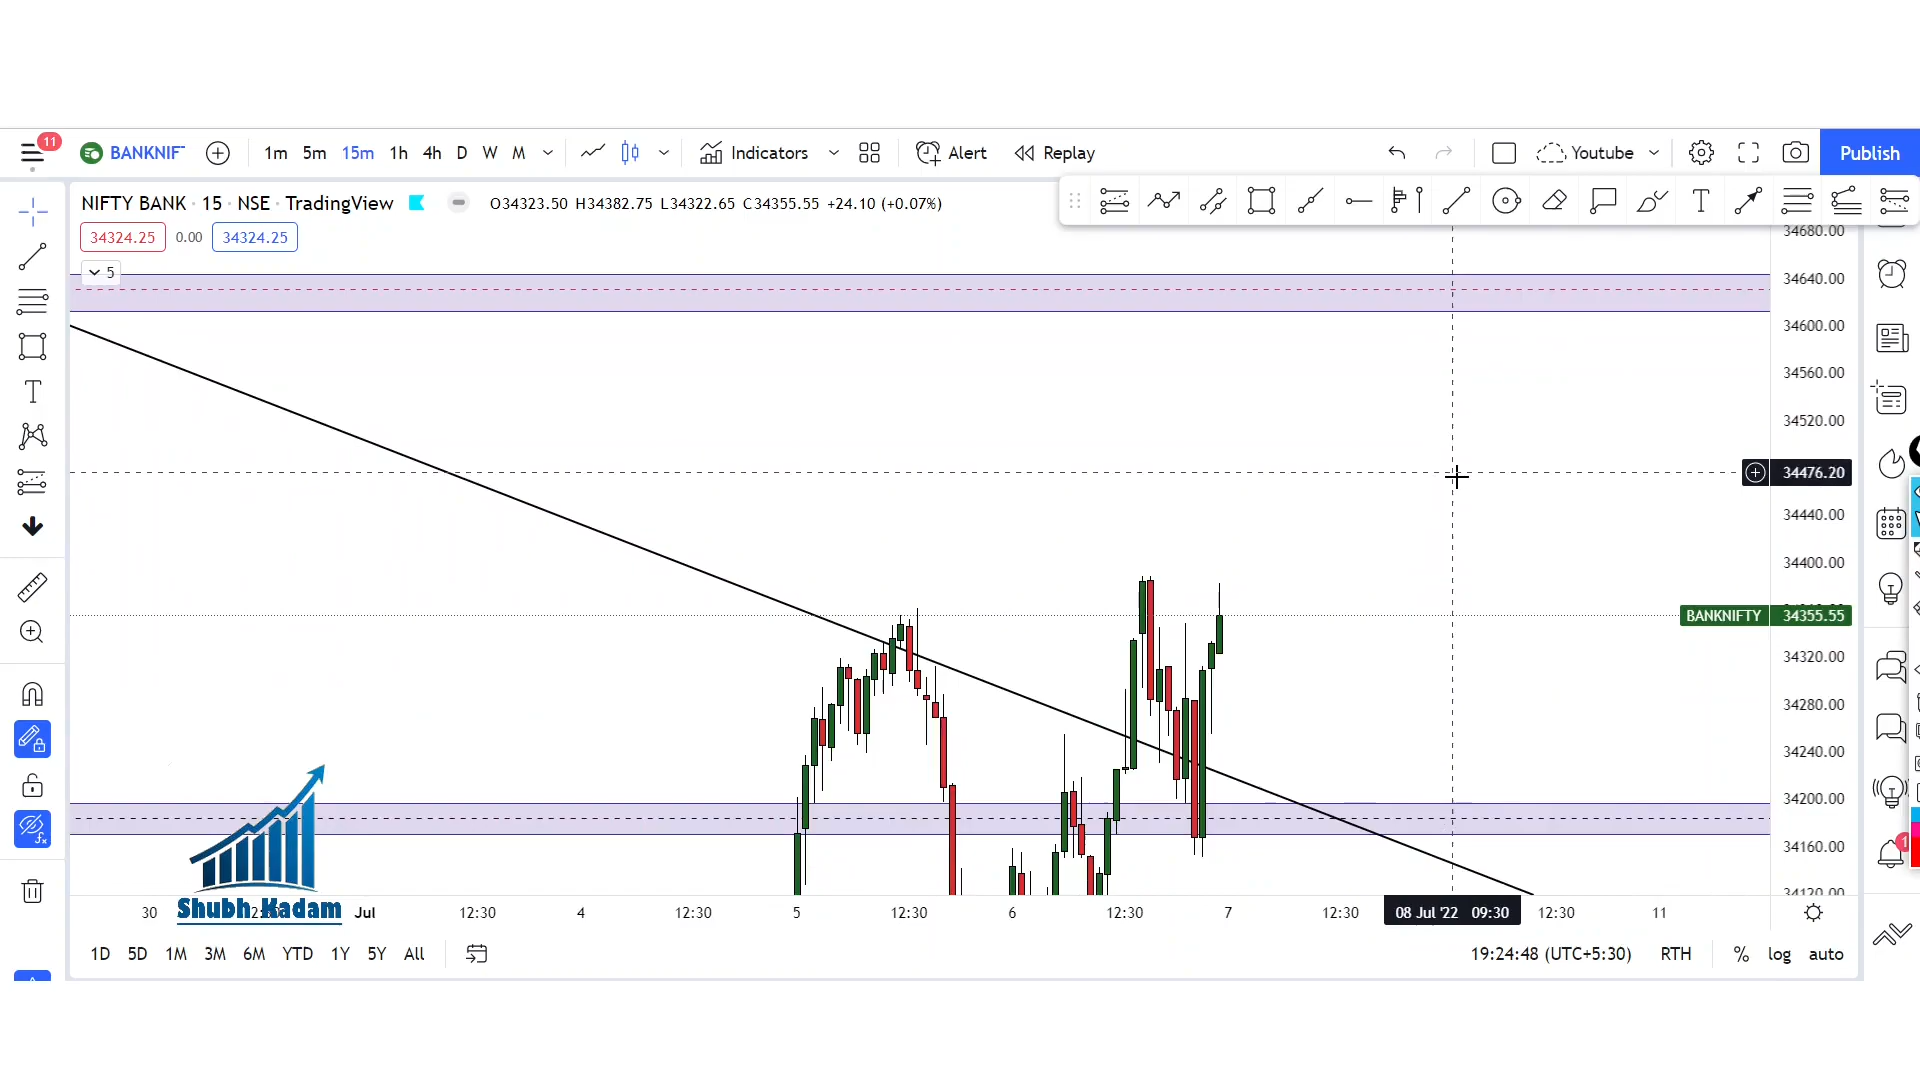 11
BANKNIF
1m 5m 15m 1h 4h D W M
Indicators
Alert
Replay
Youtube
Publish
NIFTY BANK · 15 · NSE · TradingView
O34323.50 H34382.75 L34322.65 C34355.55 +24.10 (+0.07%)
34324.25 0.00 34324.25
5
34680.00
34640.00
34600.00
34560.00
34520.00
34476.20
34440.00
34400.00
BANKNIFTY 34355.55
34320.00
34280.00
34240.00
34200.00
34160.00
34120.00
Shubh Kadam
30 Jul 12:30 4 12:30 5 12:30 6 12:30 7 12:30 08 Jul '22 09:30 12:30 11
1D 5D 1M 3M 6M YTD 1Y 5Y All
19:24:48 (UTC+5:30) RTH % log auto